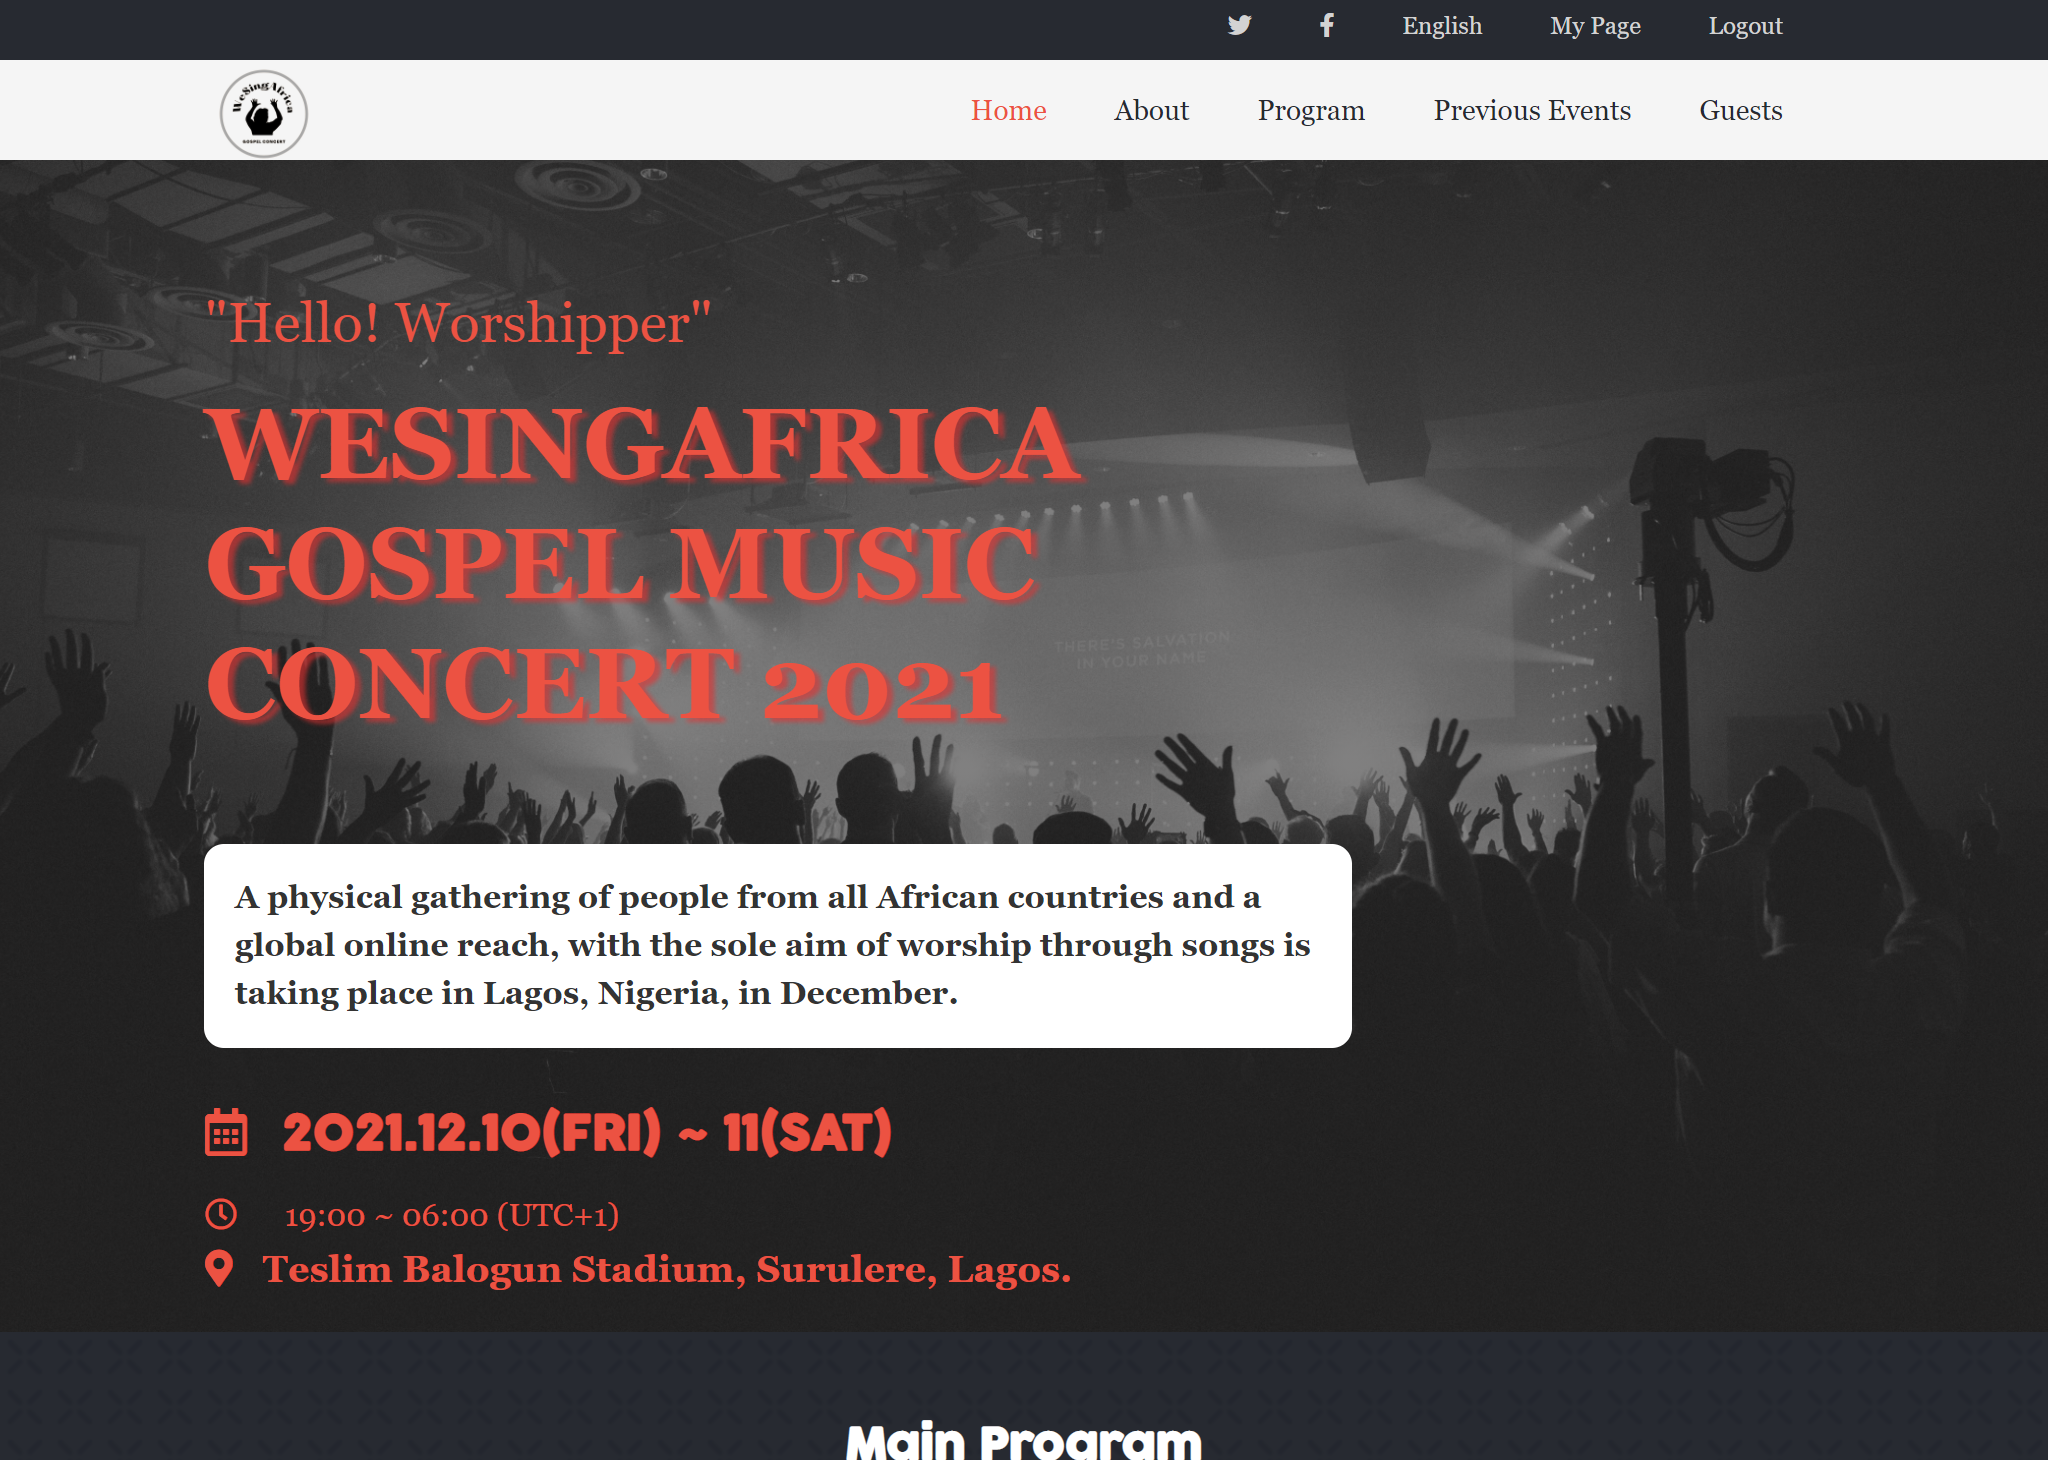 English
My Page
Logout
WeSingAfrica
GOSPEL CONCERT
Home
About
Program
Previous Events
Guests
"Hello! Worshipper"
WESINGAFRICA
GOSPEL MUSIC
CONCERT 2021
THERE'S SALVATION
IN YOUR NAME
A physical gathering of people from all African countries and a
global online reach, with the sole aim of worship through songs is
taking place in Lagos, Nigeria, in December.
2021.12.10(FRI) ~ 11(SAT)
19:00 ~ 06:00 (UTC+1)
Teslim Balogun Stadium, Surulere, Lagos.
Main Program